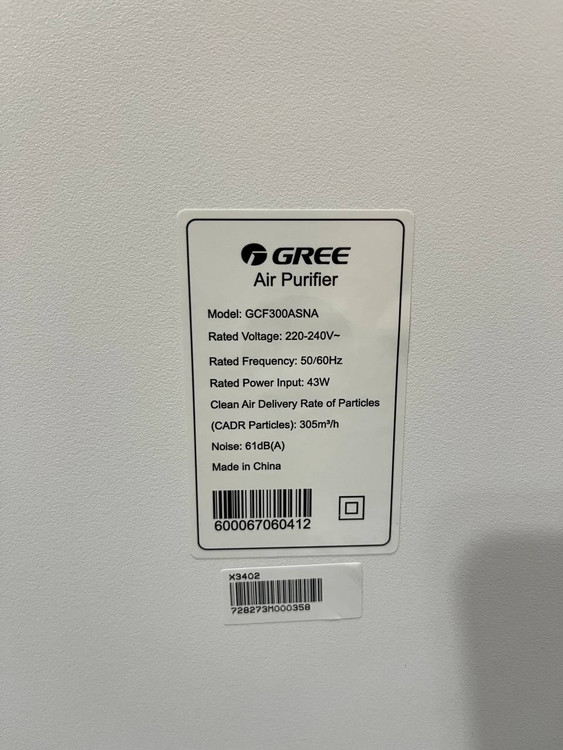 GREE
Air Purifier
Model: GCF300ASNA
Rated Voltage: 220-240V~
Rated Frequency: 50/60Hz
Rated Power Input: 43W
Clean Air Delivery Rate of Particles
(CADR Particles): 305m³/h
Noise: 61dB(A)
Made in China
600067060412
X3402
728273M000358